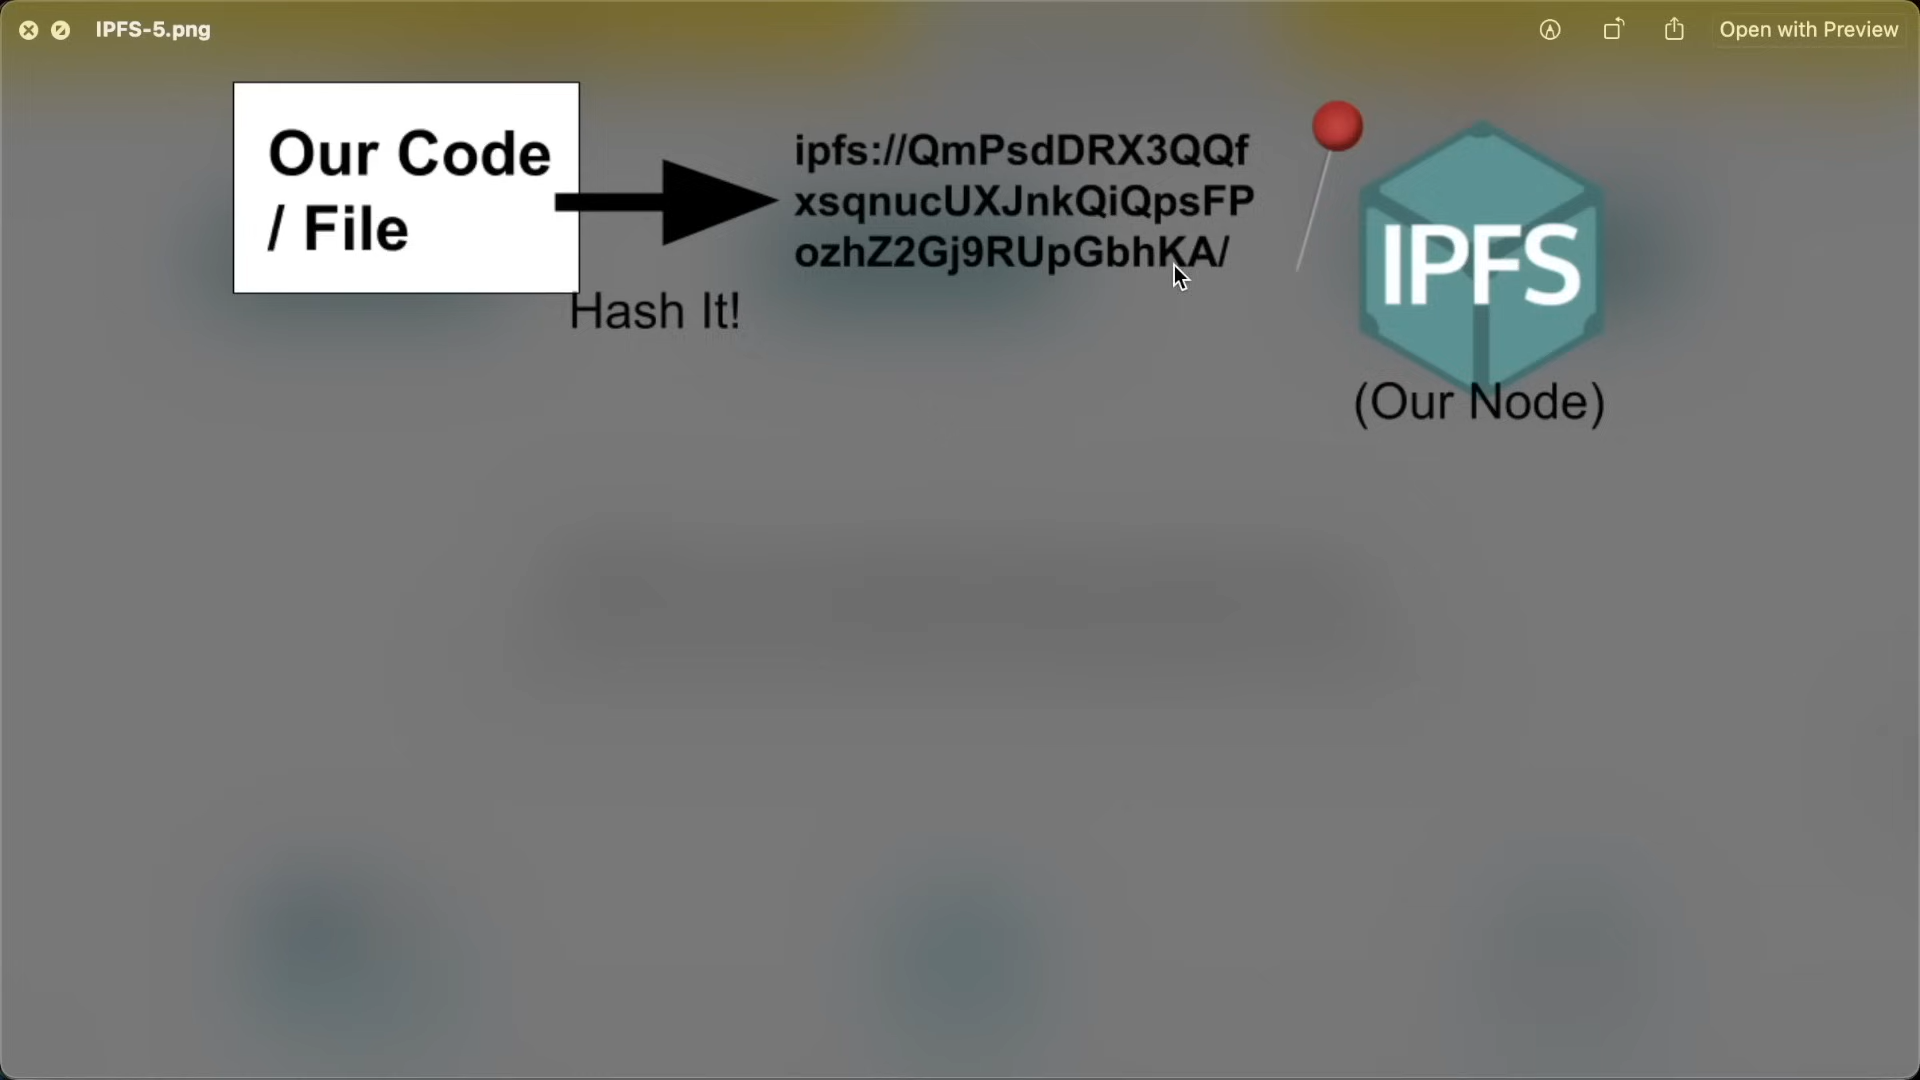 IPFS-5.png
Open with Preview
Our Code
/ File
Hash It!
ipfs://QmPsdDRX3QQf
xsqnucUXJnkQiQpsFP
ozhZ2Gj9RUpGbhKA/
IPFS
(Our Node)